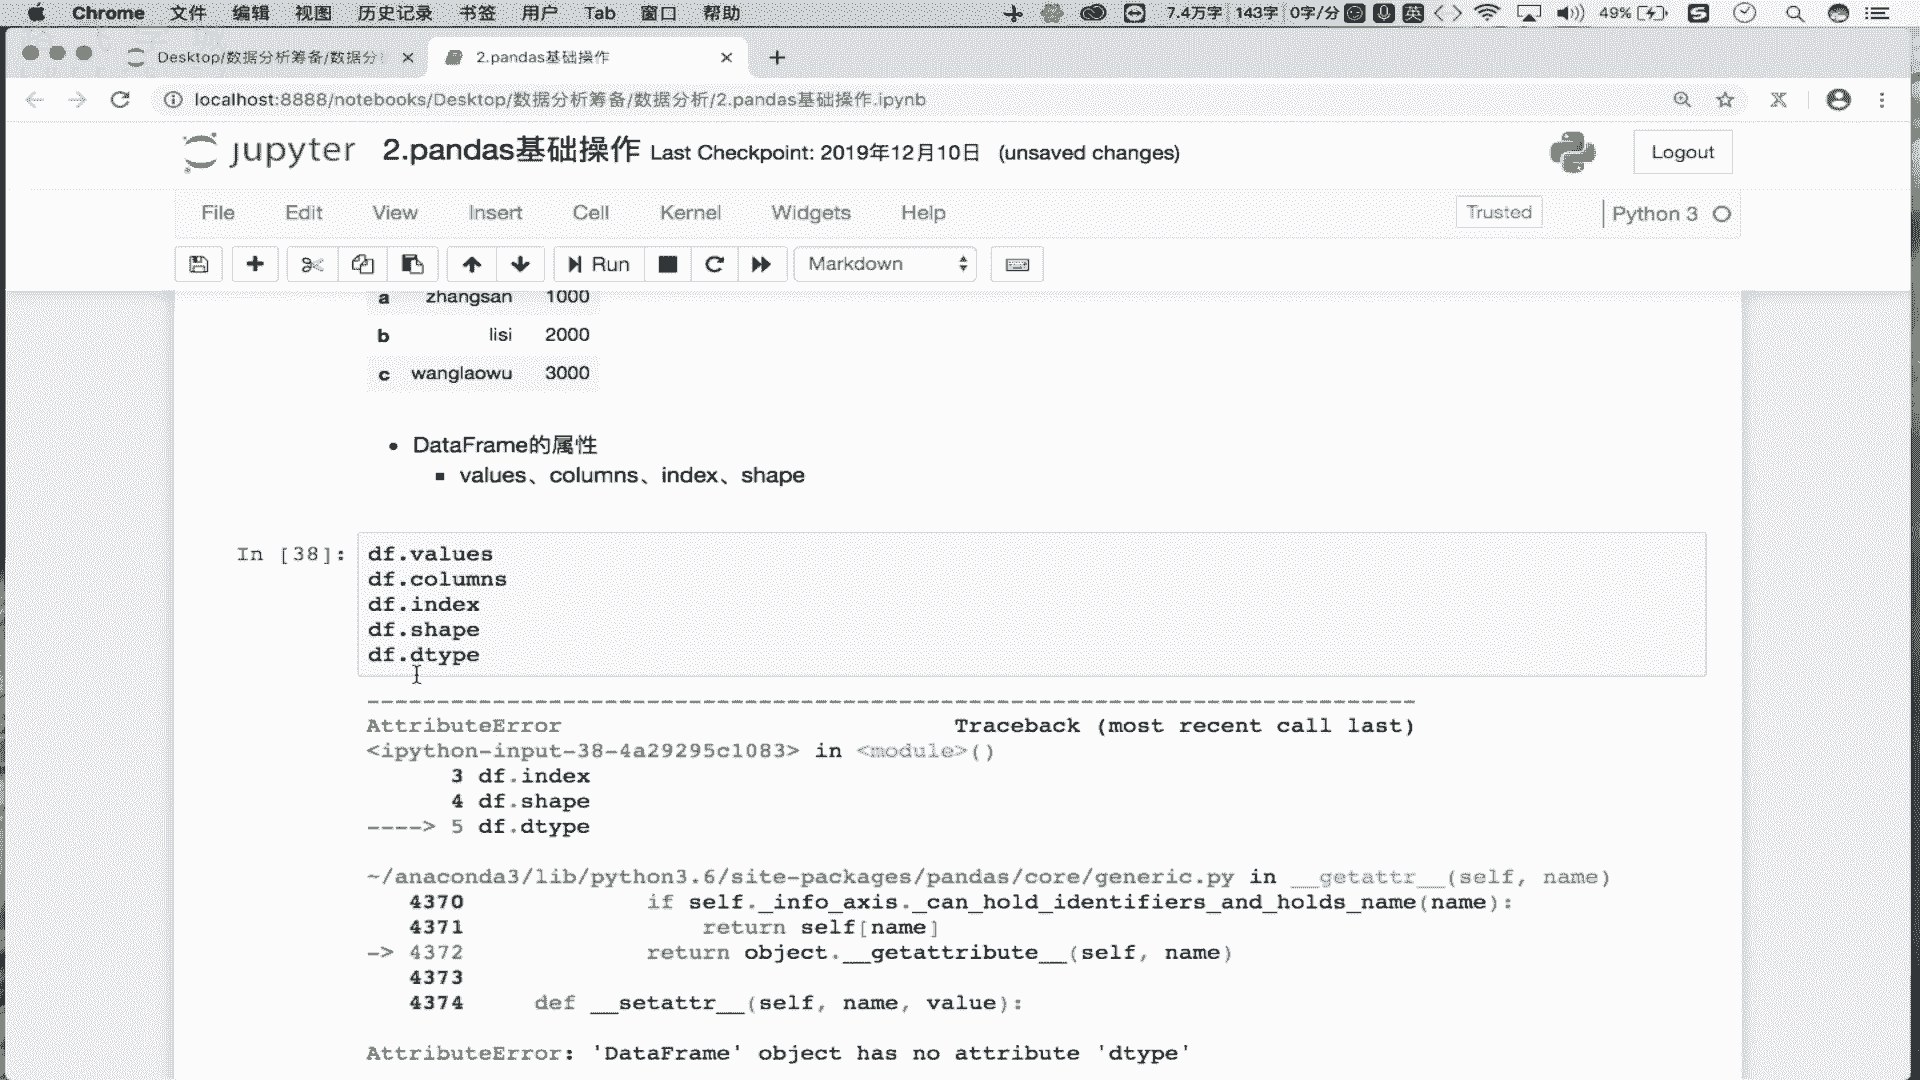 Chrome 文件 编辑 视图 历史记录 书签 用户 Tab 窗口 帮助 7.4万字 143字 0字/分 英 49%
Desktop/数据分析筹备/数据分
2.pandas基础操作
localhost:8888/notebooks/Desktop/数据分析筹备/数据分析/2.pandas基础操作.ipynb
jupyter 2.pandas基础操作 Last Checkpoint: 2019年12月10日 (unsaved changes) Logout
File Edit View Insert Cell Kernel Widgets Help Trusted Python 3
Run Markdown
a zhangsan 1000
b lisi 2000
c wanglaowu 3000
DataFrame的属性
values、columns、index、shape
In [38]: df.values
df.columns
df.index
df.shape
df.dtype
---------------------------------------------------------------------------
AttributeError Traceback (most recent call last)
<ipython-input-38-4a29295c1083> in <module>()
3 df.index
4 df.shape
----> 5 df.dtype
~/anaconda3/lib/python3.6/site-packages/pandas/core/generic.py in __getattr__(self, name)
4370 if self._info_axis._can_hold_identifiers_and_holds_name(name):
4371 return self[name]
-> 4372 return object.__getattribute__(self, name)
4373
4374 def __setattr__(self, name, value):
AttributeError: 'DataFrame' object has no attribute 'dtype'